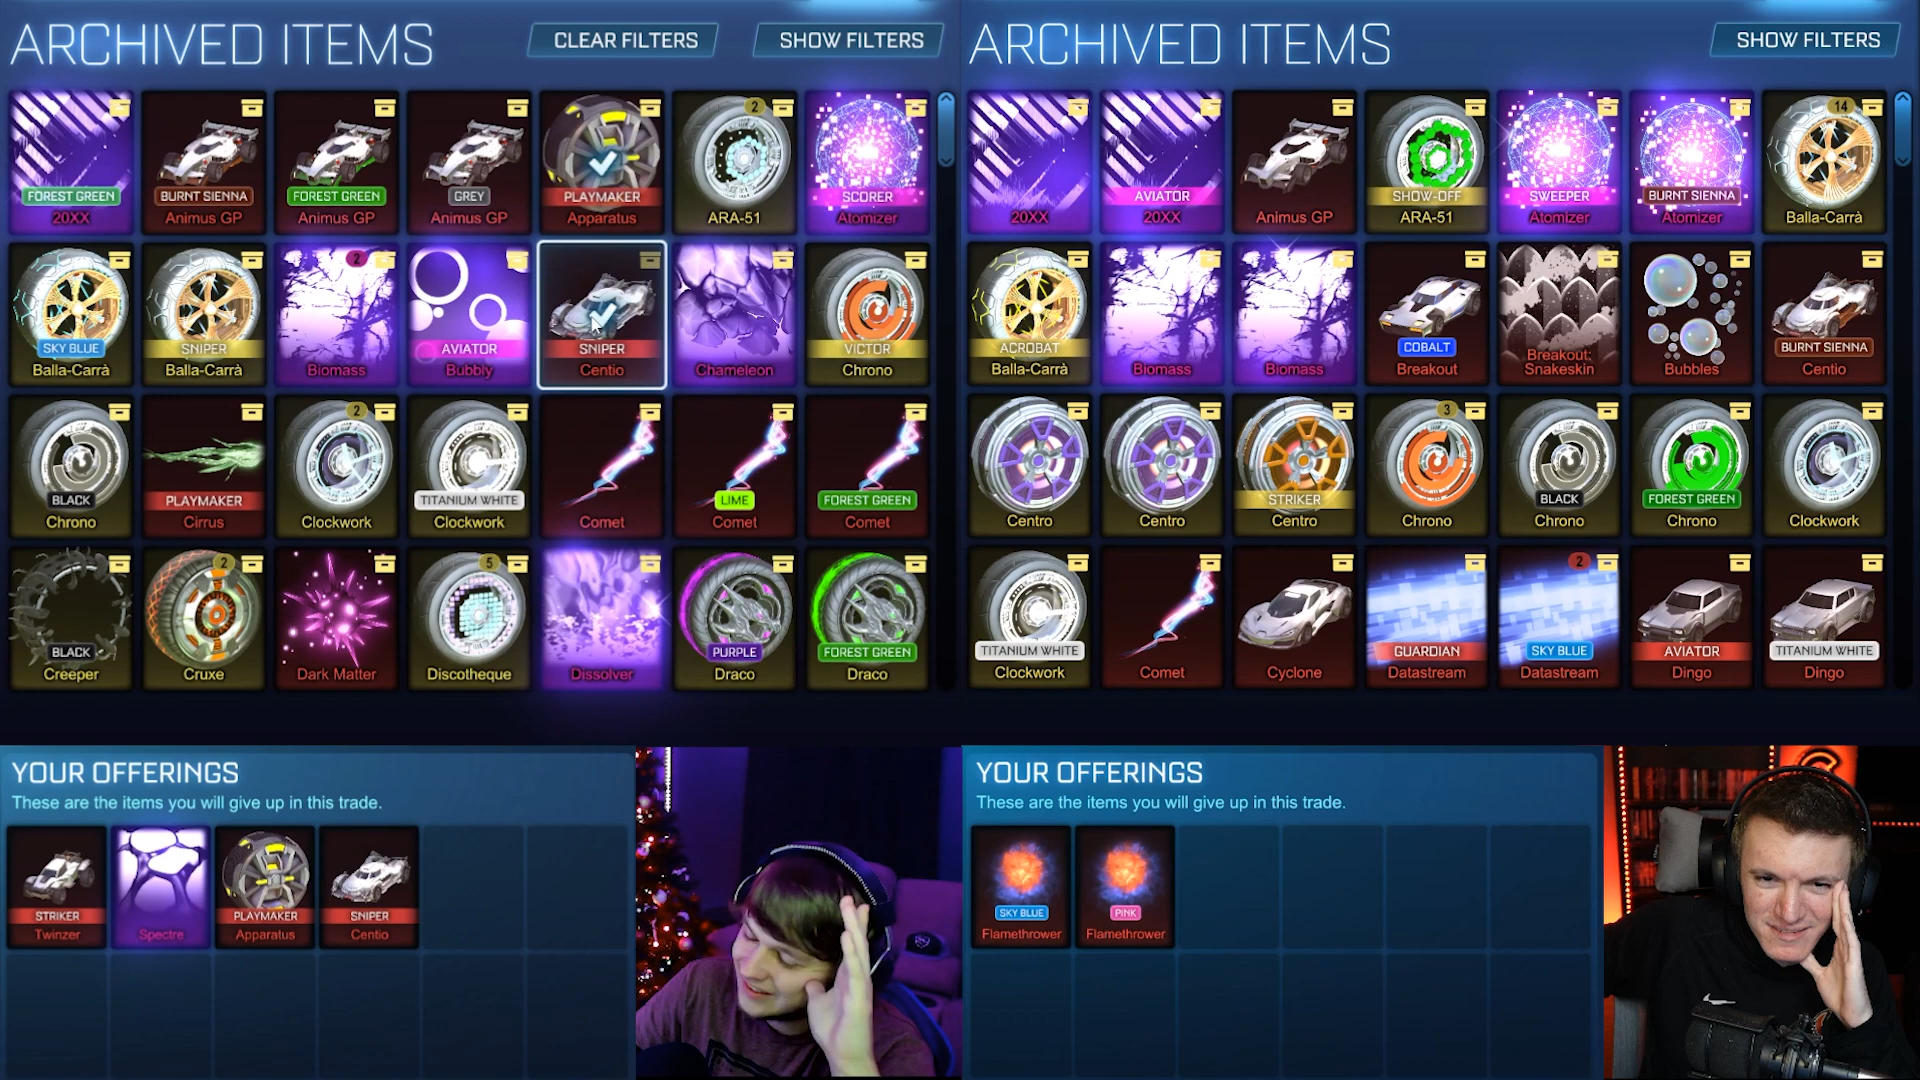 ARCHIVED ITEMS
CLEAR FILTERS
SHOW FILTERS
FOREST GREEN
20XX
BURNT SIENNA
Animus GP
FOREST GREEN
Animus GP
GREY
Animus GP
PLAYMAKER
Apparatus
2
ARA-51
SCORER
Atomizer
SKY BLUE
Balla-Carrà
SNIPER
Balla-Carrà
2
Biomass
AVIATOR
Bubbly
SNIPER
Centio
Chameleon
VICTOR
Chrono
BLACK
Chrono
PLAYMAKER
Cirrus
2
Clockwork
TITANIUM WHITE
Clockwork
Comet
LIME
Comet
FOREST GREEN
Comet
BLACK
Creeper
2
Cruxe
Dark Matter
5
Discotheque
Dissolver
PURPLE
Draco
FOREST GREEN
Draco
ARCHIVED ITEMS
SHOW FILTERS
20XX
AVIATOR
20XX
Animus GP
SHOW-OFF
ARA-51
SWEEPER
Atomizer
BURNT SIENNA
Atomizer
14
Balla-Carrà
ACROBAT
Balla-Carrà
Biomass
Biomass
COBALT
Breakout
Breakout:
Snakeskin
Bubbles
BURNT SIENNA
Centio
Centro
Centro
STRIKER
Centro
3
Chrono
BLACK
Chrono
FOREST GREEN
Chrono
Clockwork
TITANIUM WHITE
Clockwork
Comet
Cyclone
GUARDIAN
Datastream
2
SKY BLUE
Datastream
AVIATOR
Dingo
TITANIUM WHITE
Dingo
YOUR OFFERINGS
These are the items you will give up in this trade.
STRIKER
Twinzer
Spectre
PLAYMAKER
Apparatus
SNIPER
Centio
YOUR OFFERINGS
These are the items you will give up in this trade.
SKY BLUE
Flamethrower
PINK
Flamethrower